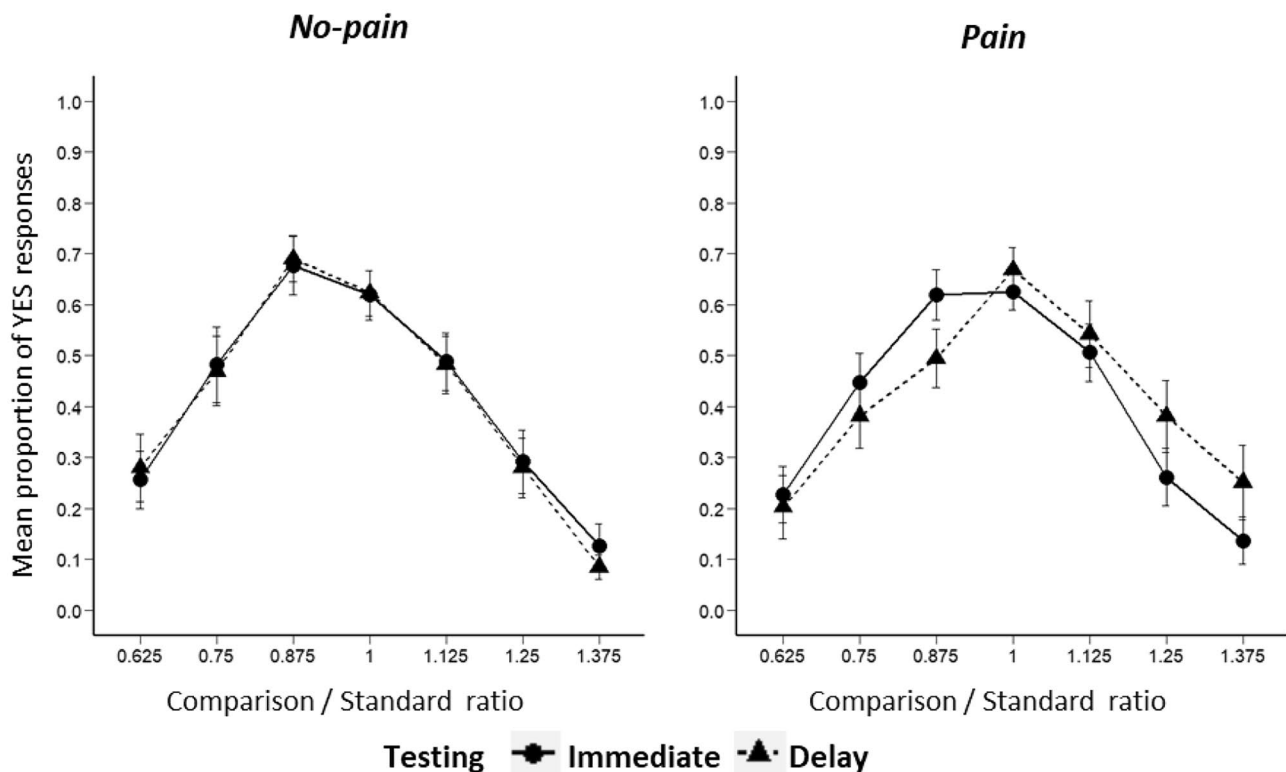 No-pain
Pain
Mean proportion of YES responses
1.0
0.9
0.8
0.7
0.6
0.5
0.4
0.3
0.2
0.1
0.0
0.625 0.75 0.875 1 1.125 1.25 1.375
Comparison / Standard ratio
1.0
0.9
0.8
0.7
0.6
0.5
0.4
0.3
0.2
0.1
0.0
0.625 0.75 0.875 1 1.125 1.25 1.375
Comparison / Standard ratio
Testing Immediate Delay